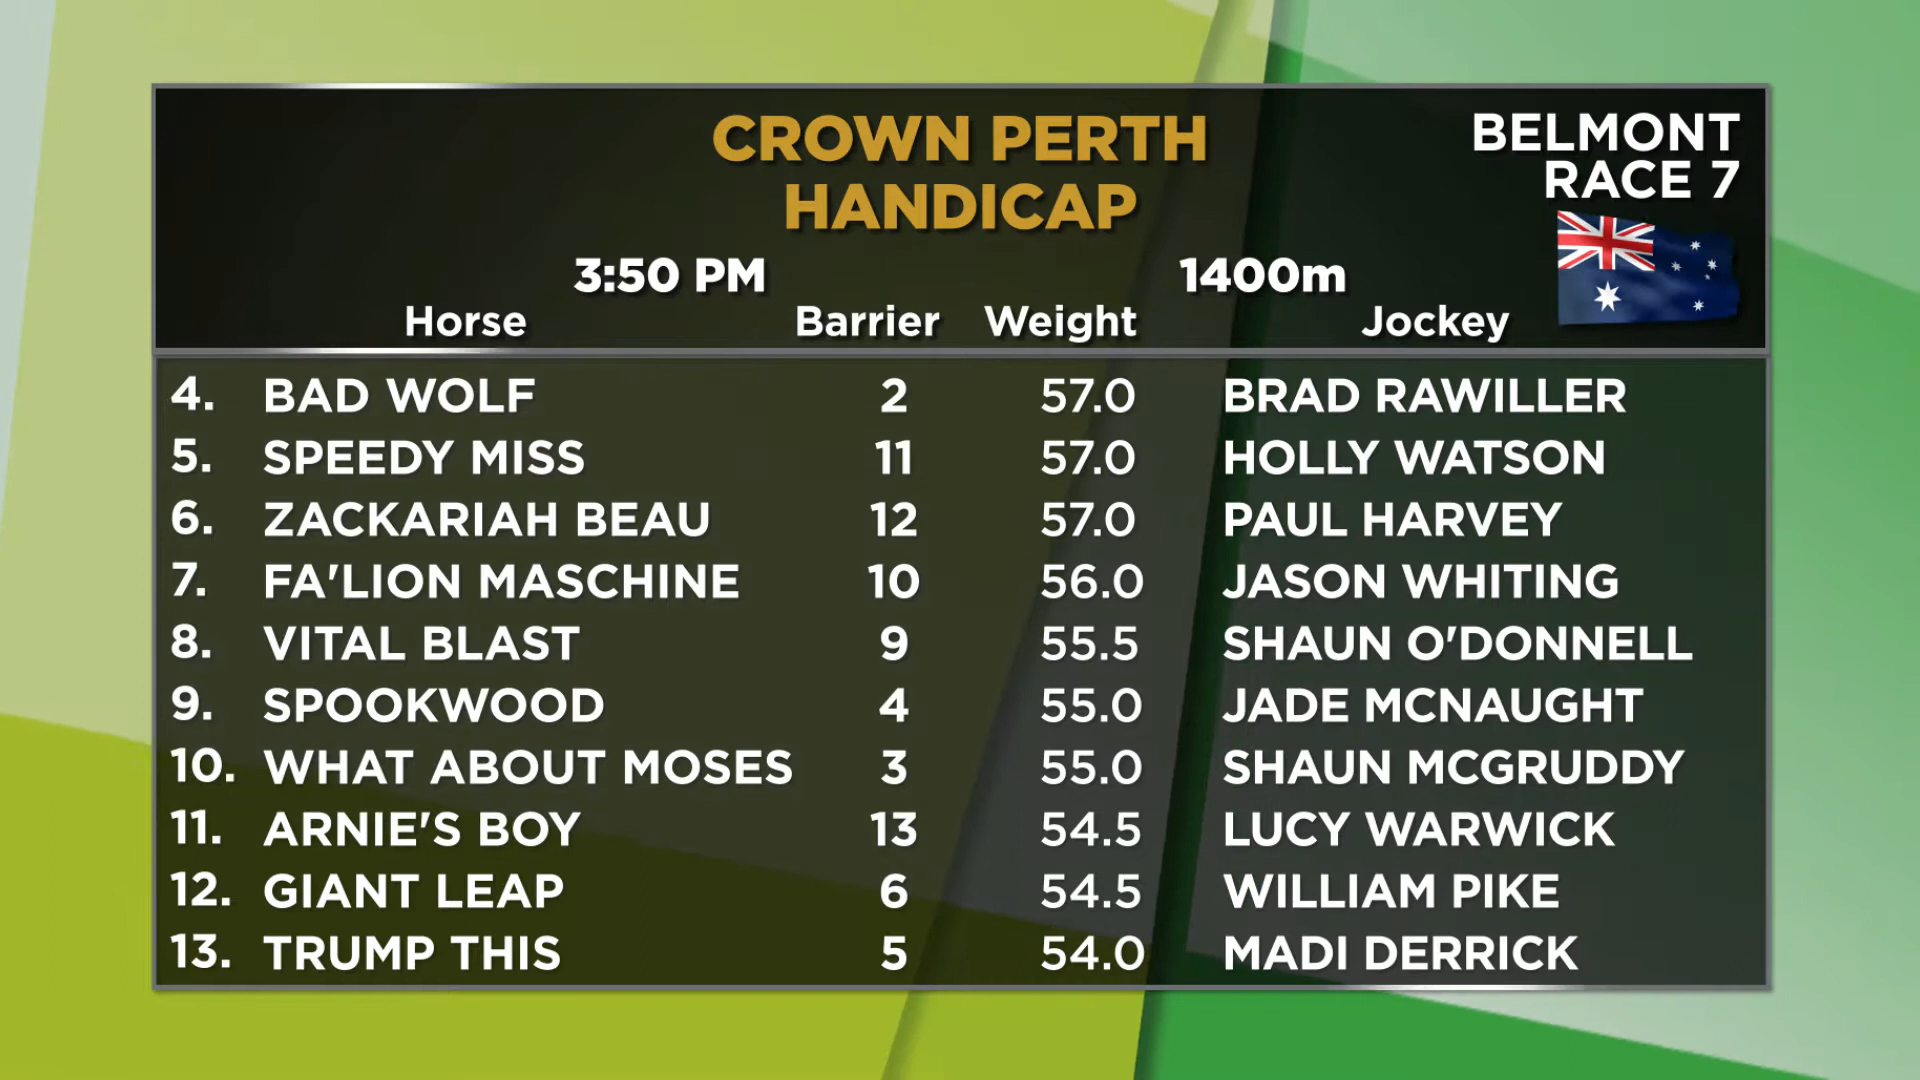 CROWN PERTH
HANDICAP
BELMONT
RACE 7
3:50 PM 1400m
Horse Barrier Weight Jockey
4. BAD WOLF 2 57.0 BRAD RAWILLER
5. SPEEDY MISS 11 57.0 HOLLY WATSON
6. ZACKARIAH BEAU 12 57.0 PAUL HARVEY
7. FA'LION MASCHINE 10 56.0 JASON WHITING
8. VITAL BLAST 9 55.5 SHAUN O'DONNELL
9. SPOOKWOOD 4 55.0 JADE MCNAUGHT
10. WHAT ABOUT MOSES 3 55.0 SHAUN MCGRUDDY
11. ARNIE'S BOY 13 54.5 LUCY WARWICK
12. GIANT LEAP 6 54.5 WILLIAM PIKE
13. TRUMP THIS 5 54.0 MADI DERRICK